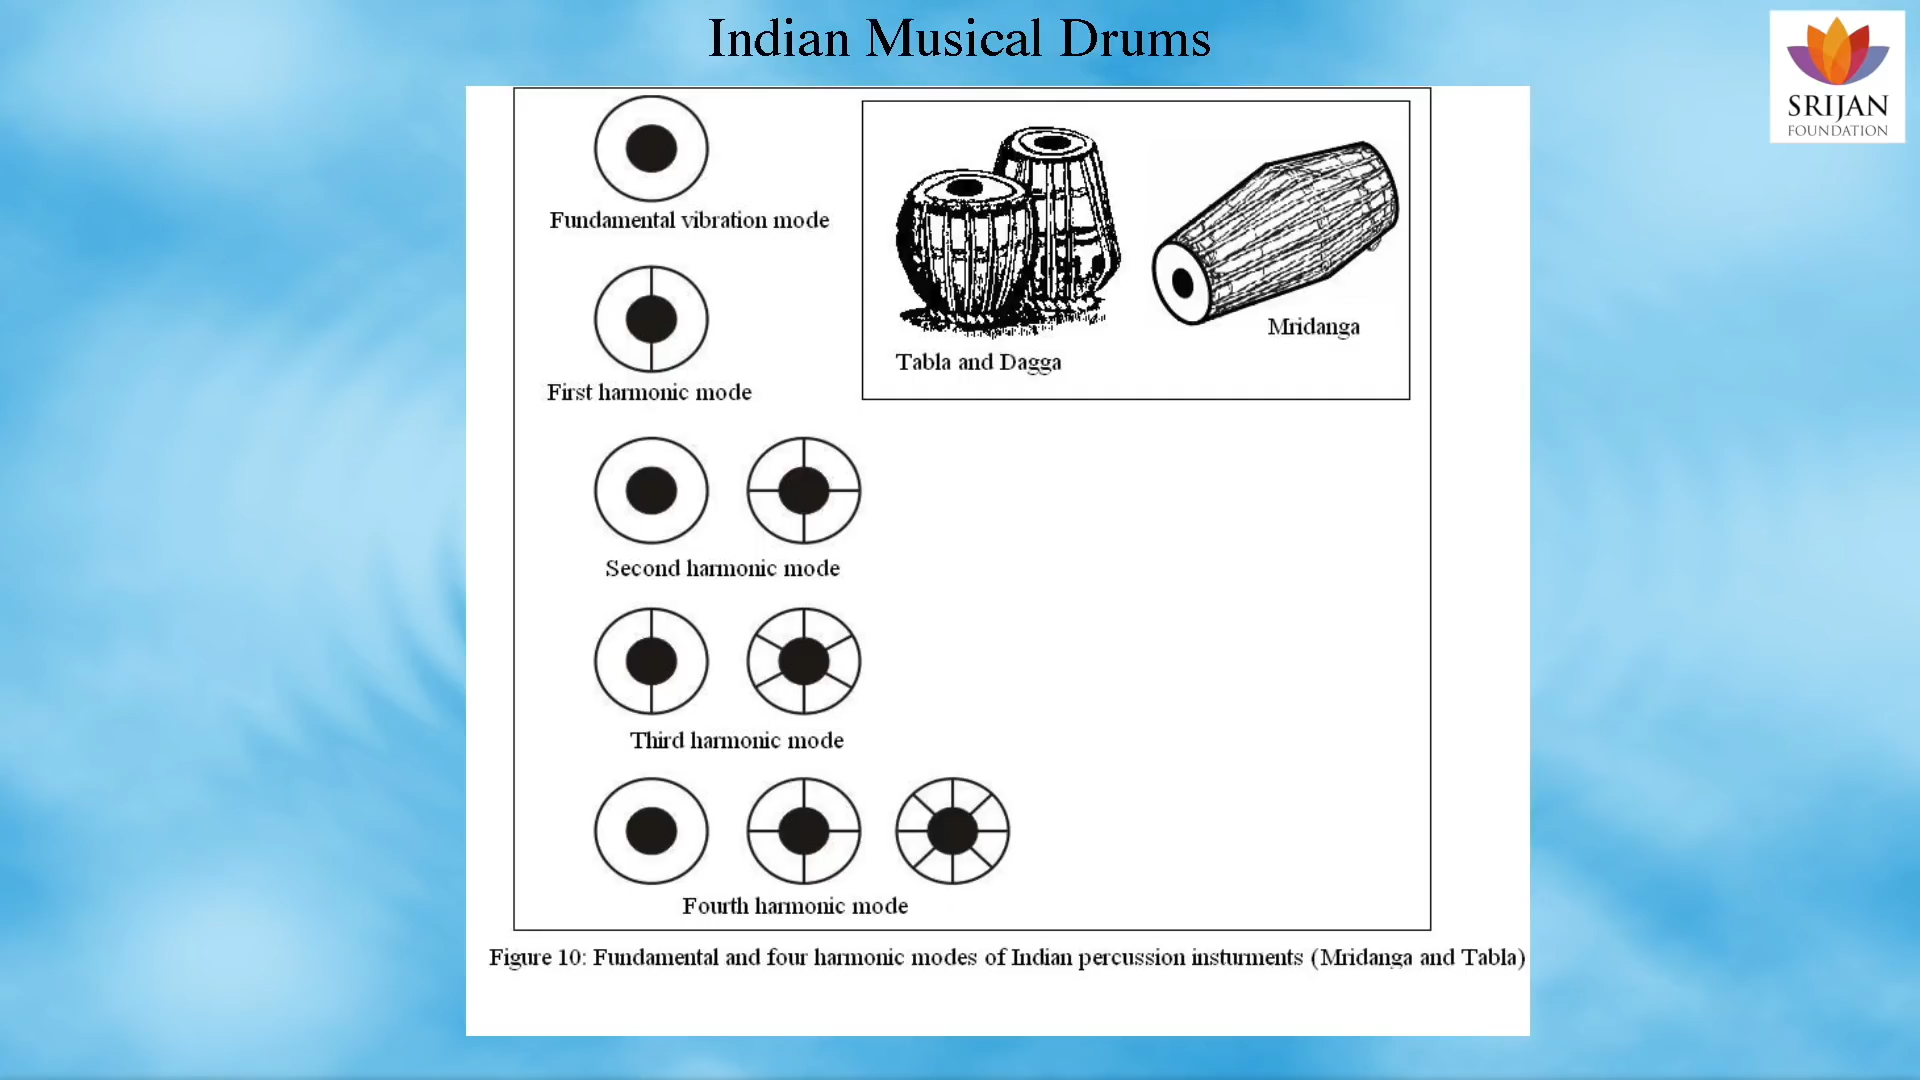 Indian Musical Drums
SRIJAN
FOUNDATION
Fundamental vibration mode
Mridanga
Tabla and Dagga
First harmonic mode
Second harmonic mode
Third harmonic mode
Fourth harmonic mode
Figure 10: Fundamental and four harmonic modes of Indian percussion insturments (Mridanga and Tabla)